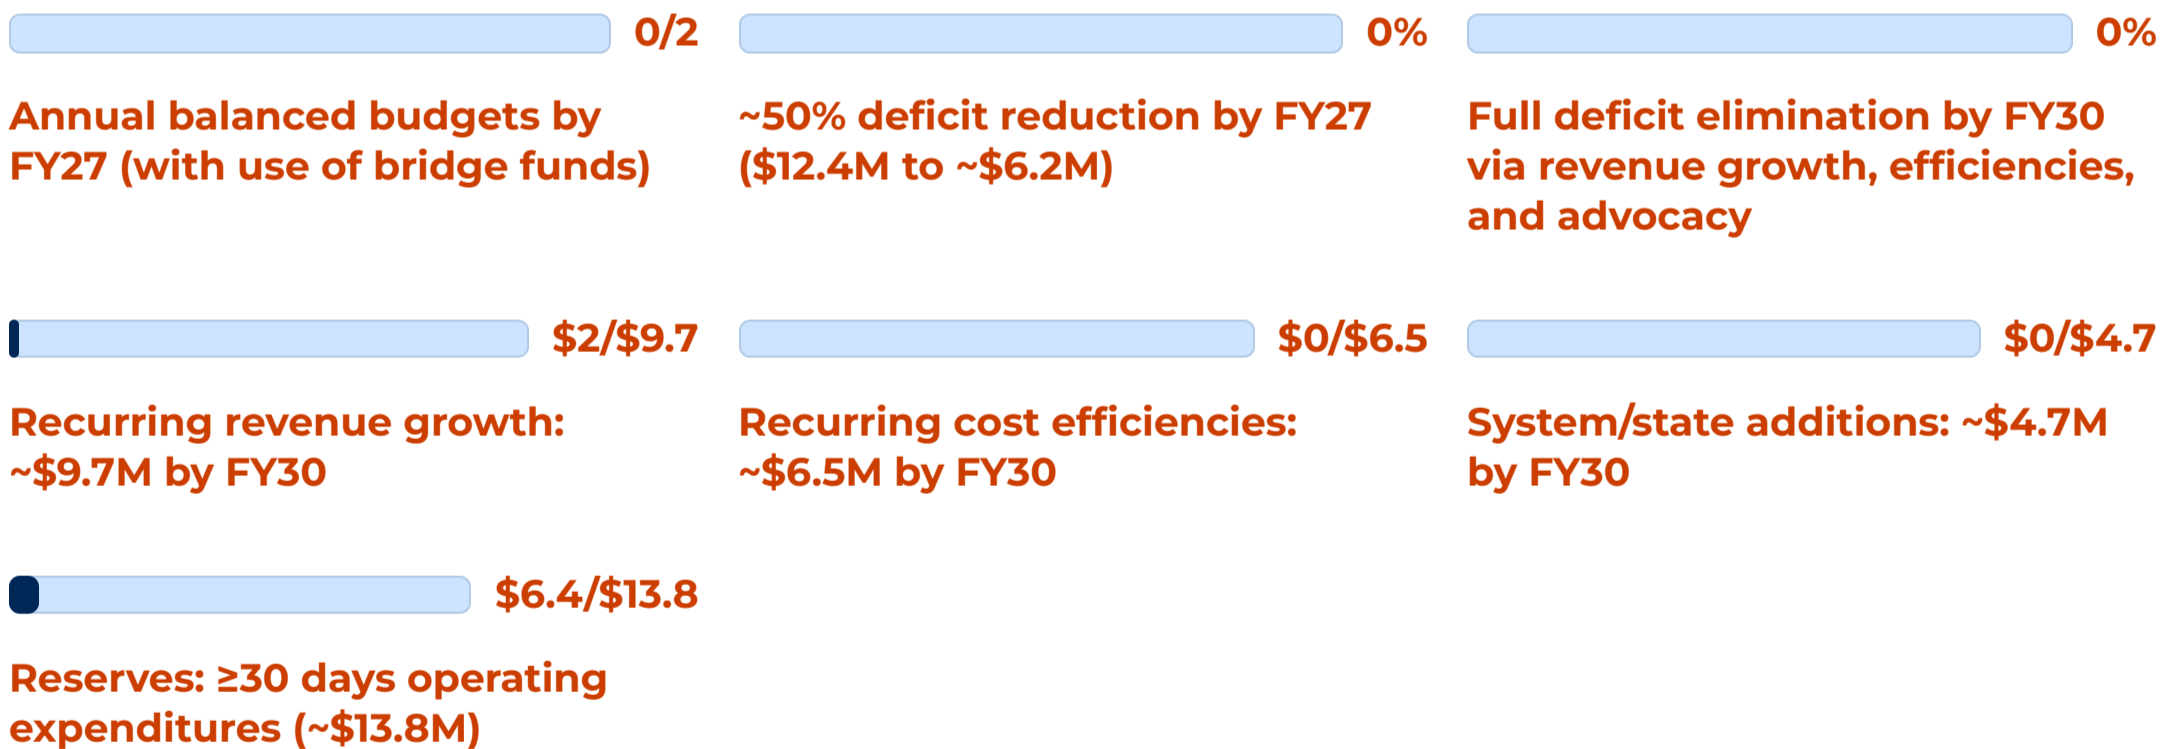 0/2
Annual balanced budgets by
FY27 (with use of bridge funds)
0%
~50% deficit reduction by FY27
($12.4M to ~$6.2M)
0%
Full deficit elimination by FY30
via revenue growth, efficiencies,
and advocacy
$2/$9.7
Recurring revenue growth:
~$9.7M by FY30
$0/$6.5
Recurring cost efficiencies:
~$6.5M by FY30
$0/$4.7
System/state additions: ~$4.7M
by FY30
$6.4/$13.8
Reserves: ≥30 days operating
expenditures (~$13.8M)